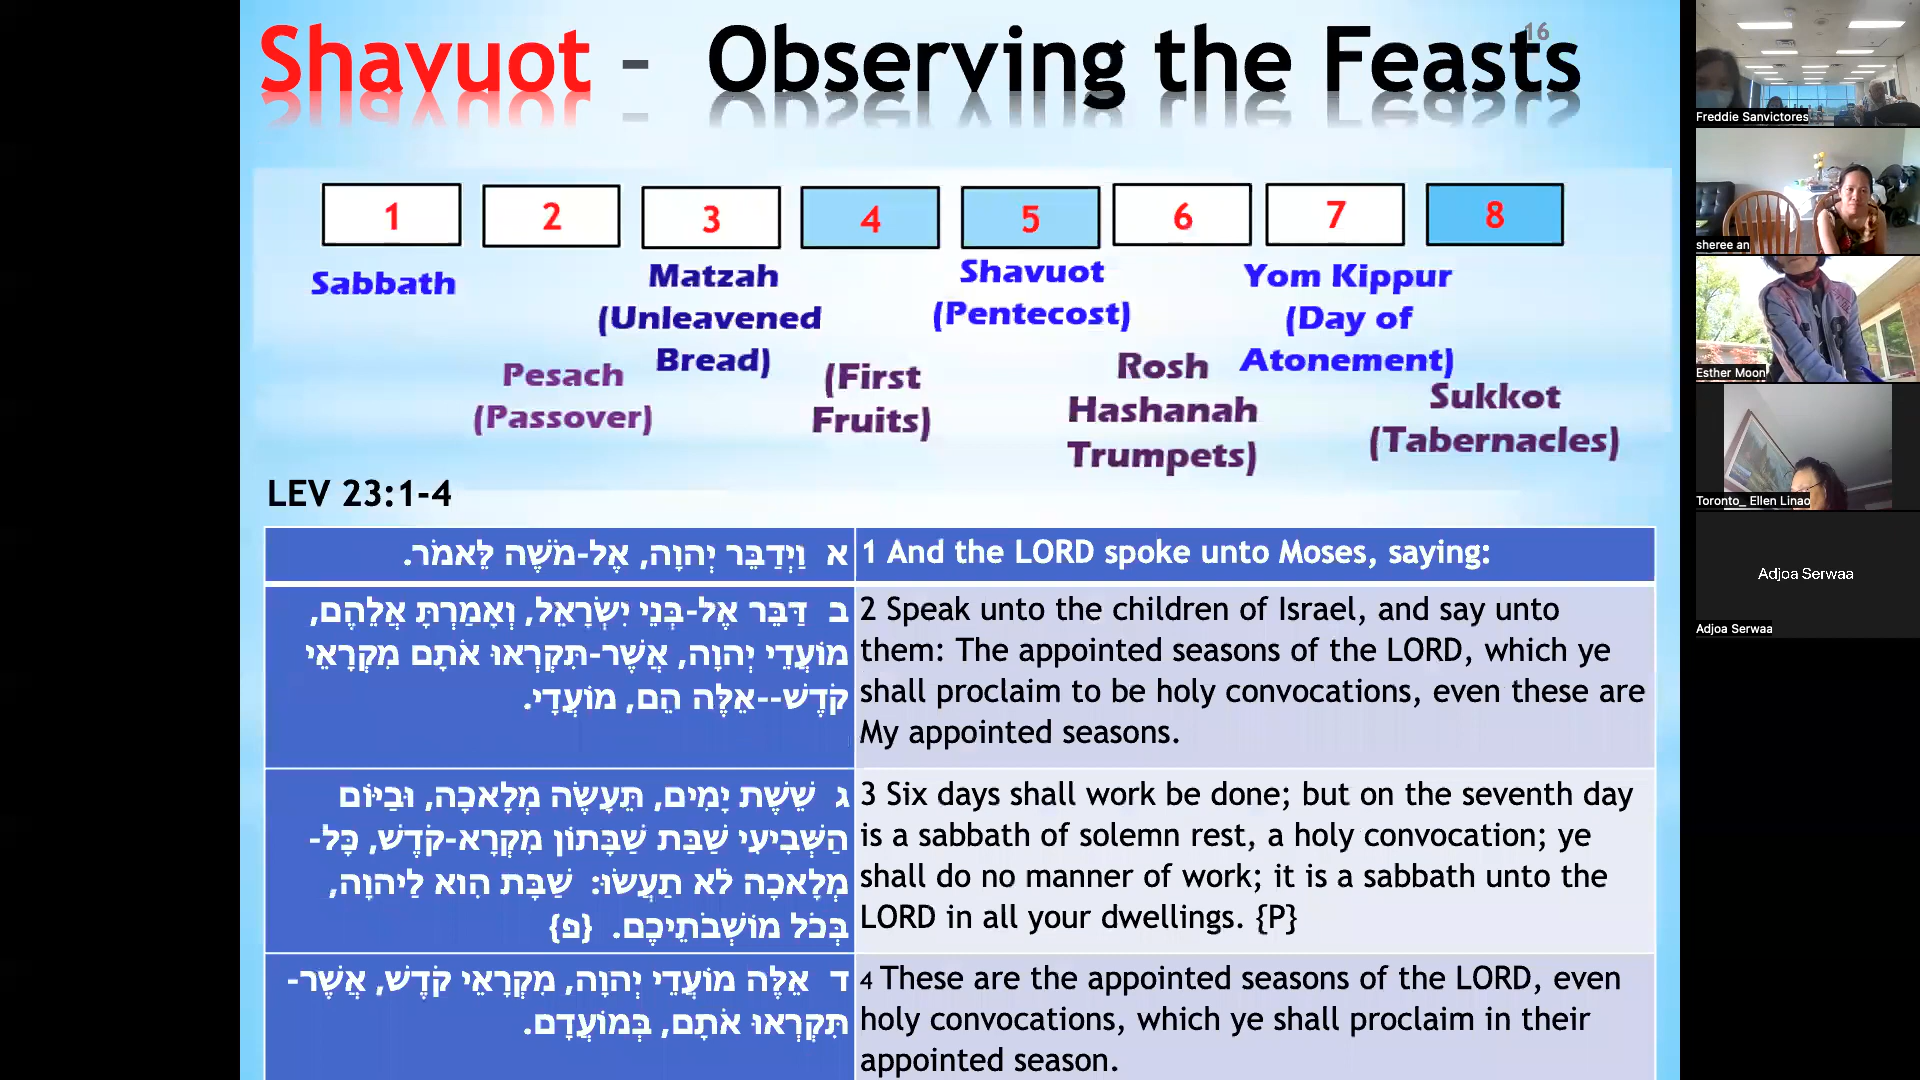 Shavuot - Observing the Feasts
16
1 2 3 4 5 6 7 8
Sabbath
Pesach
(Passover)
Matzah
(Unleavened
Bread)
(First
Fruits)
Shavuot
(Pentecost)
Rosh
Hashanah
Trumpets)
Yom Kippur
(Day of
Atonement)
Sukkot
(Tabernacles)
LEV 23:1-4
א וַיְדַבֵּר יְהוָה, אֶל-מֹשֶׁה לֵּאמֹר.
1 And the LORD spoke unto Moses, saying:
ב דַּבֵּר אֶל-בְּנֵי יִשְׂרָאֵל, וְאָמַרְתָּ אֲלֵהֶם,
מוֹעֲדֵי יְהוָה, אֲשֶׁר-תִּקְרְאוּ אֹתָם מִקְרָאֵי
קֹדֶשׁ--אֵלֶּה הֵם, מוֹעֲדָי.
2 Speak unto the children of Israel, and say unto
them: The appointed seasons of the LORD, which ye
shall proclaim to be holy convocations, even these are
My appointed seasons.
ג שֵׁשֶׁת יָמִים, תֵּעָשֶׂה מְלָאכָה, וּבַיּוֹם
הַשְּׁבִיעִי שַׁבַּת שַׁבָּתוֹן מִקְרָא-קֹדֶשׁ, כָּל-
מְלָאכָה לֹא תַעֲשׂוּ: שַׁבָּת הִוא לַיהוָה,
בְּכֹל מוֹשְׁבֹתֵיכֶם. {פ}
3 Six days shall work be done; but on the seventh day
is a sabbath of solemn rest, a holy convocation; ye
shall do no manner of work; it is a sabbath unto the
LORD in all your dwellings. {P}
ד אֵלֶּה מוֹעֲדֵי יְהוָה, מִקְרָאֵי קֹדֶשׁ, אֲשֶׁר-
תִּקְרְאוּ אֹתָם, בְּמוֹעֲדָם.
4 These are the appointed seasons of the LORD, even
holy convocations, which ye shall proclaim in their
appointed season.
Freddie Sanvictores
sheree an
Esther Moon
Toronto_ Ellen Linao
Adjoa Serwaa
Adjoa Serwaa